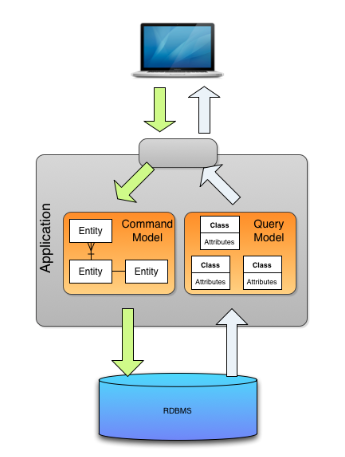 Application
Command
Model
Entity
Entity
Entity
Query
Model
Class
Attributes
Class
Attributes
Class
Attributes
RDBMS